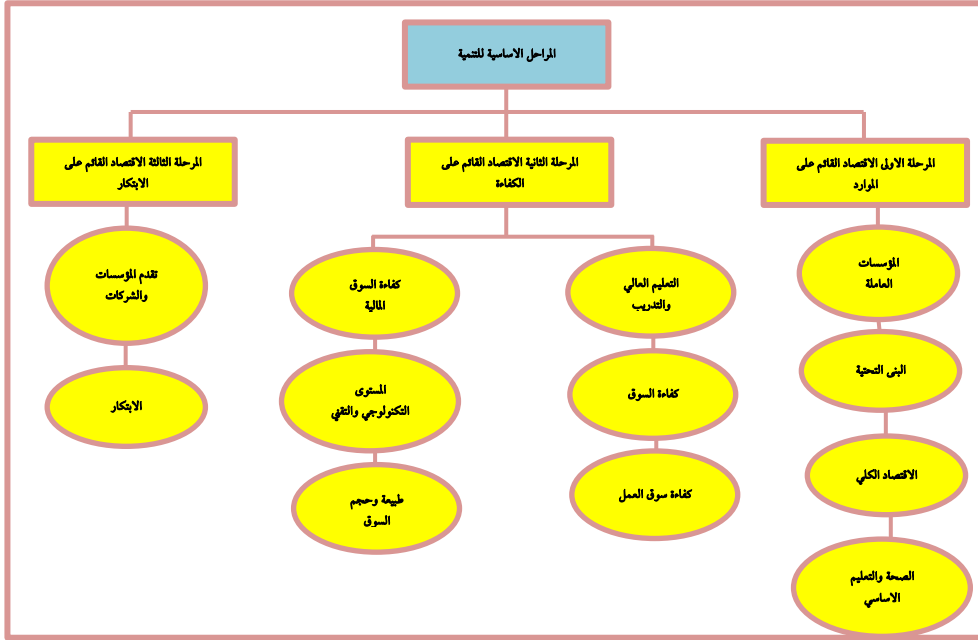 المراحل الاساسية للتنمية
المرحلة الاولى الاقتصاد القائم على
الموارد
المؤسسات
العاملة
البنى التحتية
الاقتصاد الكلي
الصحة والتعليم
الاساسي
المرحلة الثانية الاقتصاد القائم على
الكفاءة
التعليم العالي
والتدريب
كفاءة السوق
كفاءة سوق العمل
كفاءة السوق
المالية
المستوى
التكنولوجي والتقني
طبيعة وحجم
السوق
المرحلة الثالثة الاقتصاد القائم على
الابتكار
تقدم المؤسسات
والشركات
الابتكار